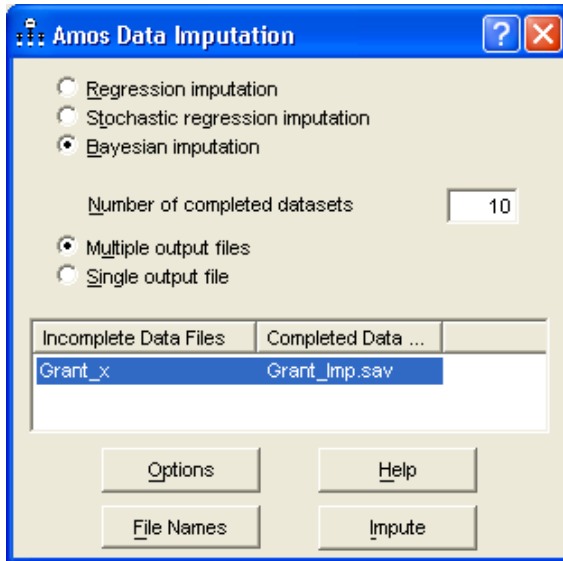 Amos Data Imputation
Regression imputation
Stochastic regression imputation
Bayesian imputation
Number of completed datasets 10
Multiple output files
Single output file
Incomplete Data Files Completed Data ...
Grant_x Grant_Imp.sav
Options Help
File Names Impute